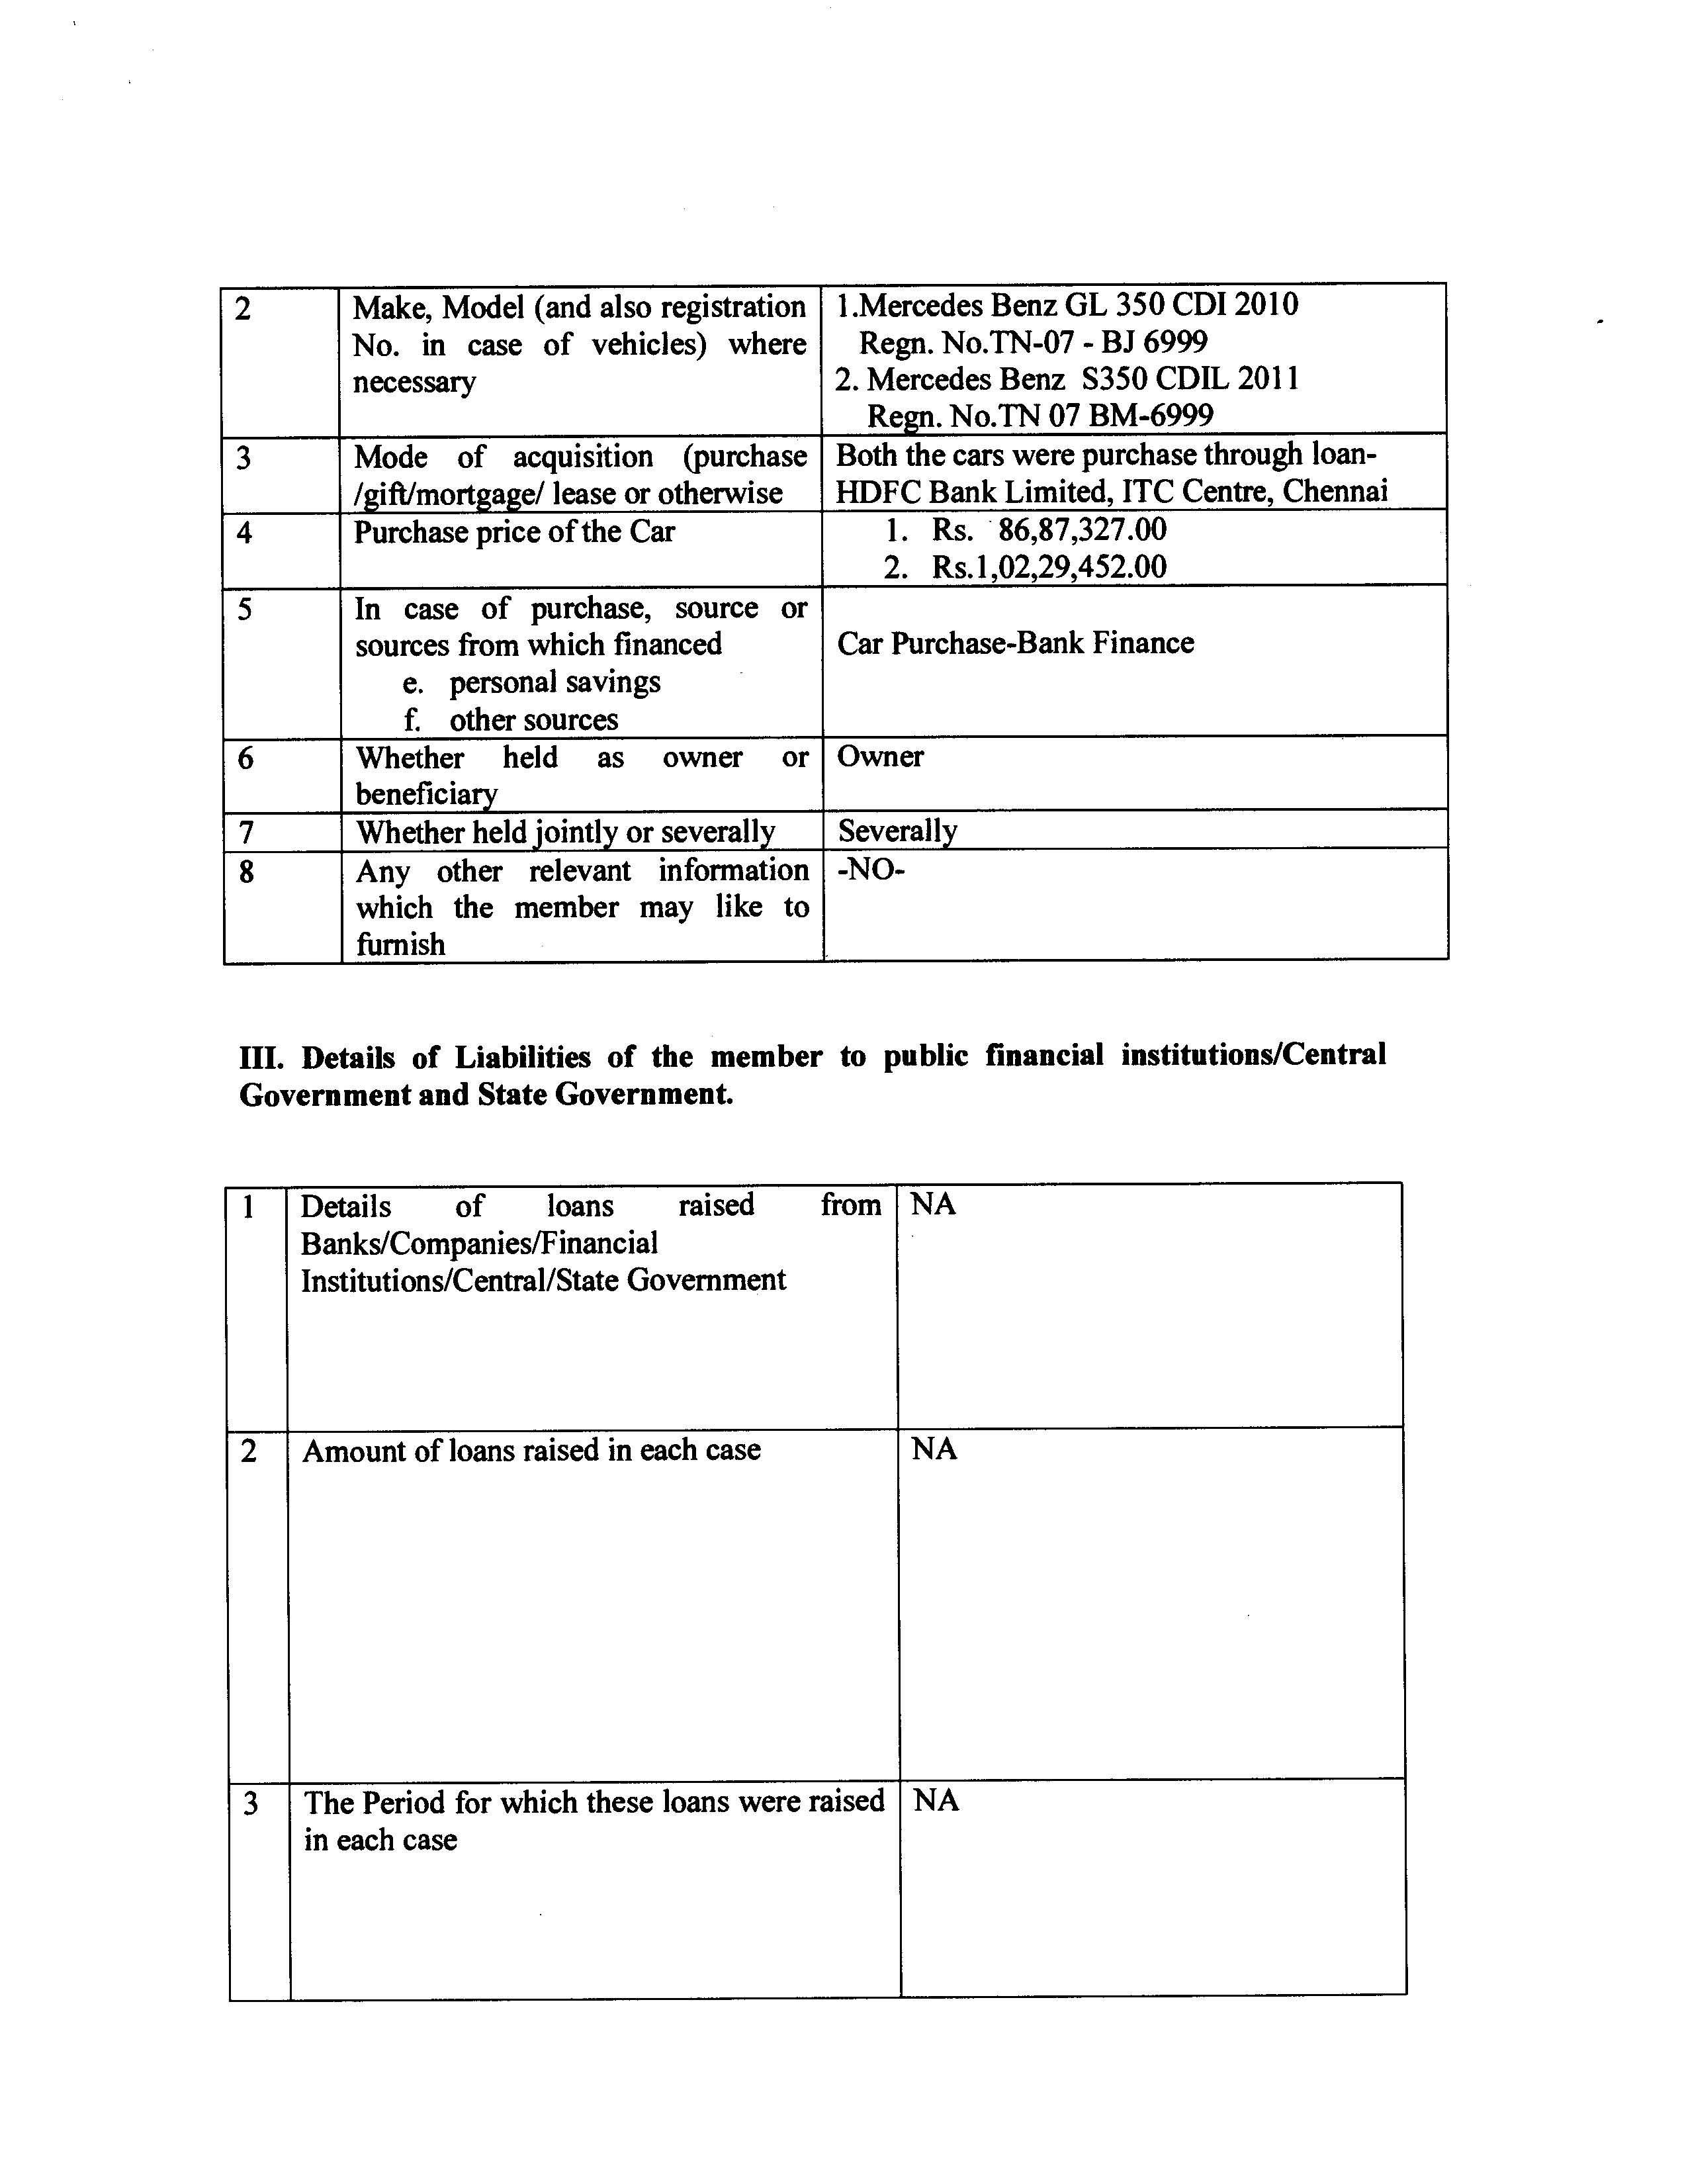 2 Make, Model (and also registration 1.Mercedes Benz GL 350 CDI 2010
No. in case of vehicles) where Regn. No.TN-07 - BJ 6999
necessary 2. Mercedes Benz S350 CDIL 2011
Regn. No.TN 07 BM-6999
3 Mode of acquisition (purchase Both the cars were purchase through loan-
/gift/mortgage/ lease or otherwise HDFC Bank Limited, ITC Centre, Chennai
4 Purchase price of the Car 1. Rs. 86,87,327.00
2. Rs.1,02,29,452.00
5 In case of purchase, source or
sources from which financed Car Purchase-Bank Finance
e. personal savings
f. other sources
6 Whether held as owner or Owner
beneficiary
7 Whether held jointly or severally Severally
8 Any other relevant information -NO-
which the member may like to
furnish
III. Details of Liabilities of the member to public financial institutions/Central
Government and State Government.
1 Details of loans raised from NA
Banks/Companies/Financial
Institutions/Central/State Government
2 Amount of loans raised in each case NA
3 The Period for which these loans were raised NA
in each case